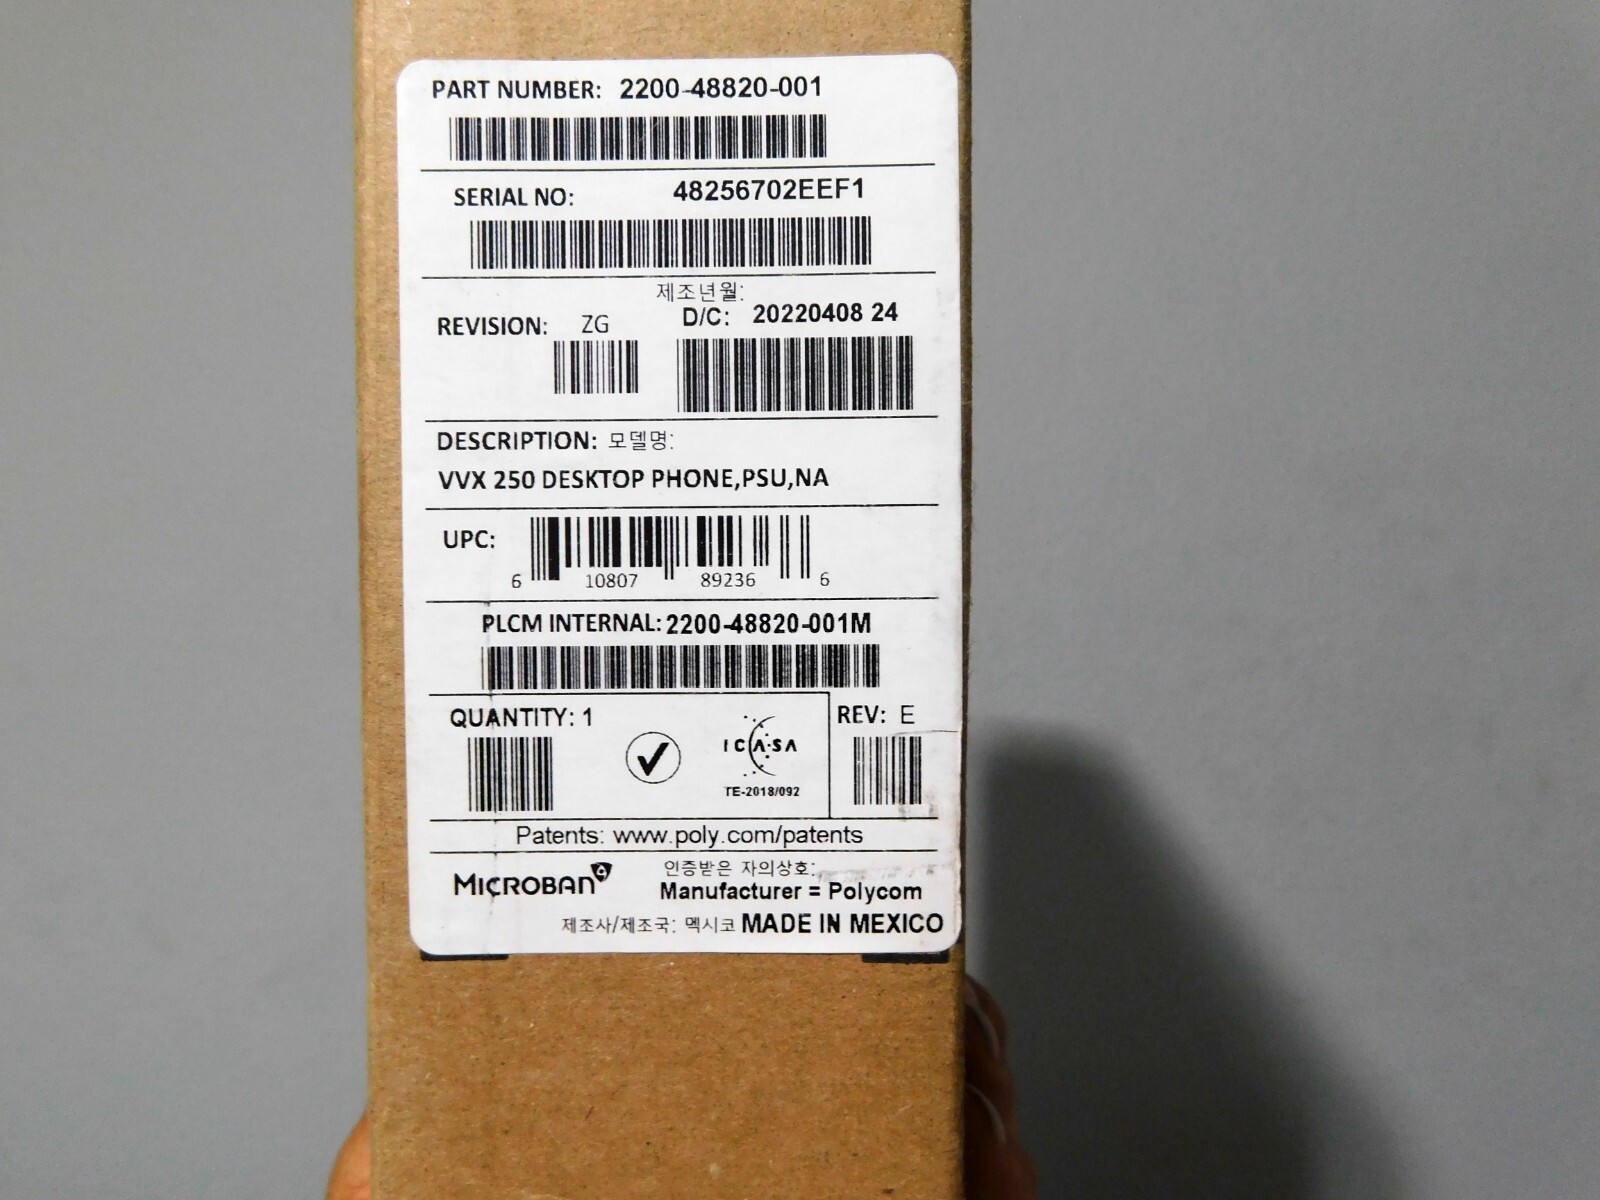 PART NUMBER: 2200-48820-001
SERIAL NO: 48256702EEF1
제조년월:
REVISION: ZG D/C: 20220408 24
DESCRIPTION: 모델명:
VVX 250 DESKTOP PHONE,PSU,NA
UPC:
6 10807 89236 6
PLCM INTERNAL: 2200-48820-001M
QUANTITY: 1
REV: E
ICASA
TE-2018/092
Patents: www.poly.com/patents
MICROBAN
인증받은 자의상호:
Manufacturer = Polycom
제조사/제조국: 멕시코 MADE IN MEXICO